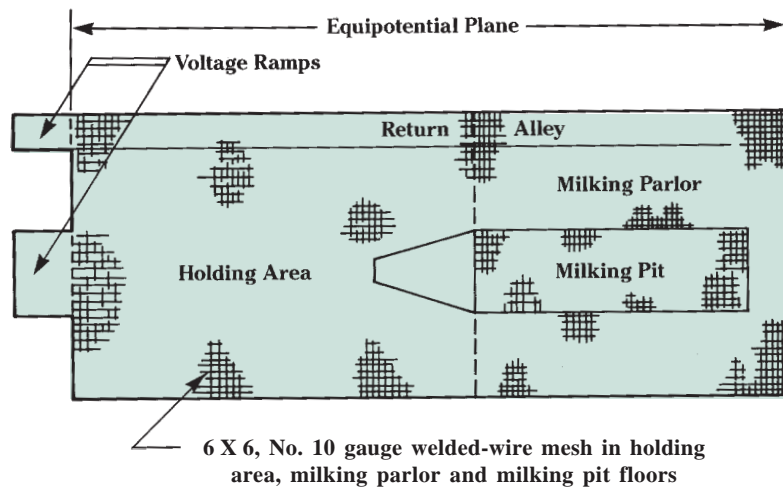 Equipotential Plane
Voltage Ramps
Return Alley
Milking Parlor
Holding Area
Milking Pit
6 X 6, No. 10 gauge welded-wire mesh in holding
area, milking parlor and milking pit floors